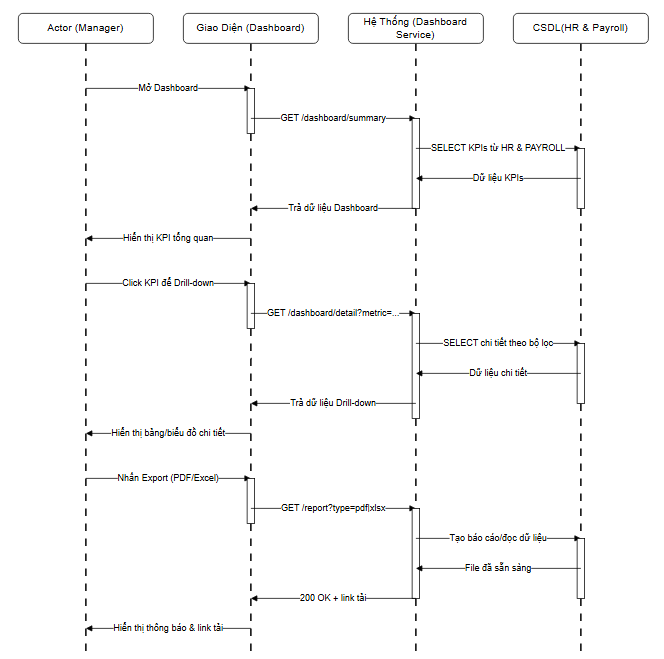 Actor (Manager)
Giao Diện (Dashboard)
Hệ Thống (Dashboard
Service)
CSDL(HR & Payroll)
Mở Dashboard
GET /dashboard/summary
SELECT KPIs từ HR & PAYROLL
Dữ liệu KPIs
Trả dữ liệu Dashboard
Hiển thị KPI tổng quan
Click KPI để Drill-down
GET /dashboard/detail?metric=...
SELECT chi tiết theo bộ lọc
Dữ liệu chi tiết
Trả dữ liệu Drill-down
Hiển thị bảng/biểu đồ chi tiết
Nhấn Export (PDF/Excel)
GET /report?type=pdf|xlsx
Tạo báo cáo/đọc dữ liệu
File đã sẵn sàng
200 OK + link tải
Hiển thị thông báo & link tải